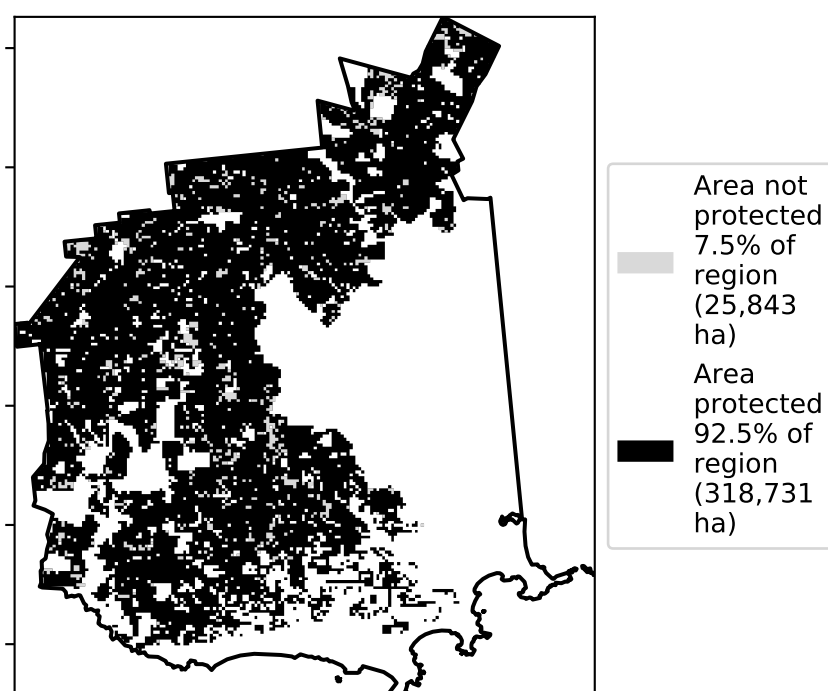 Area not
protected
7.5% of
region
(25,843
ha)
Area
protected
92.5% of
region
(318,731
ha)